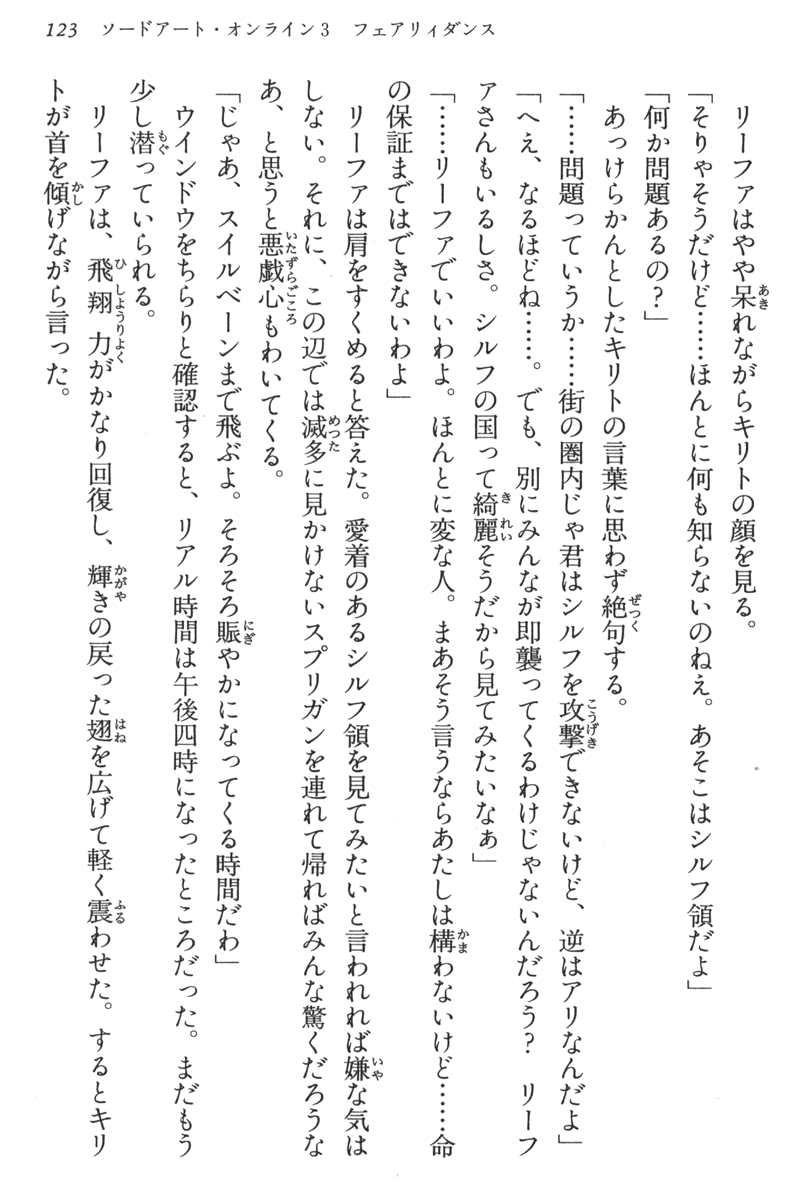 123 ソードアート・オンライン3 フェアリィダンス
　リーファはやや呆れながらキリトの顔を見る。
「そりゃそうだけど……ほんとに何も知らないのねえ。あそこはシルフ領だよ」
「何か問題あるの？」
　あっけらかんとしたキリトの言葉に思わず絶句する。
「……問題っていうか……街の圏内じゃ君はシルフを攻撃できないけど、逆はアリなんだよ」
「へえ、なるほどね……。でも、別にみんなが即襲ってくるわけじゃないんだろう？　リーフ
ァさんもいるしさ。シルフの国って綺麗そうだから見てみたいなぁ」
「……リーファでいいわよ。ほんとに変な人。まあそう言うならあたしは構わないけど……命
の保証まではできないわよ」
　リーファは肩をすくめると答えた。愛着のあるシルフ領を見てみたいと言われれば嫌な気は
しない。それに、この辺では滅多に見かけないスプリガンを連れて帰ればみんな驚くだろうな
あ、と思うと悪戯心もわいてくる。
「じゃあ、スイルベーンまで飛ぶよ。そろそろ賑やかになってくる時間だわ」
　ウインドウをちらりと確認すると、リアル時間は午後四時になったところだった。まだもう
少し潜っていられる。
　リーファは、飛翔力がかなり回復し、輝きの戻った翅を広げて軽く震わせた。するとキリ
トが首を傾げながら言った。